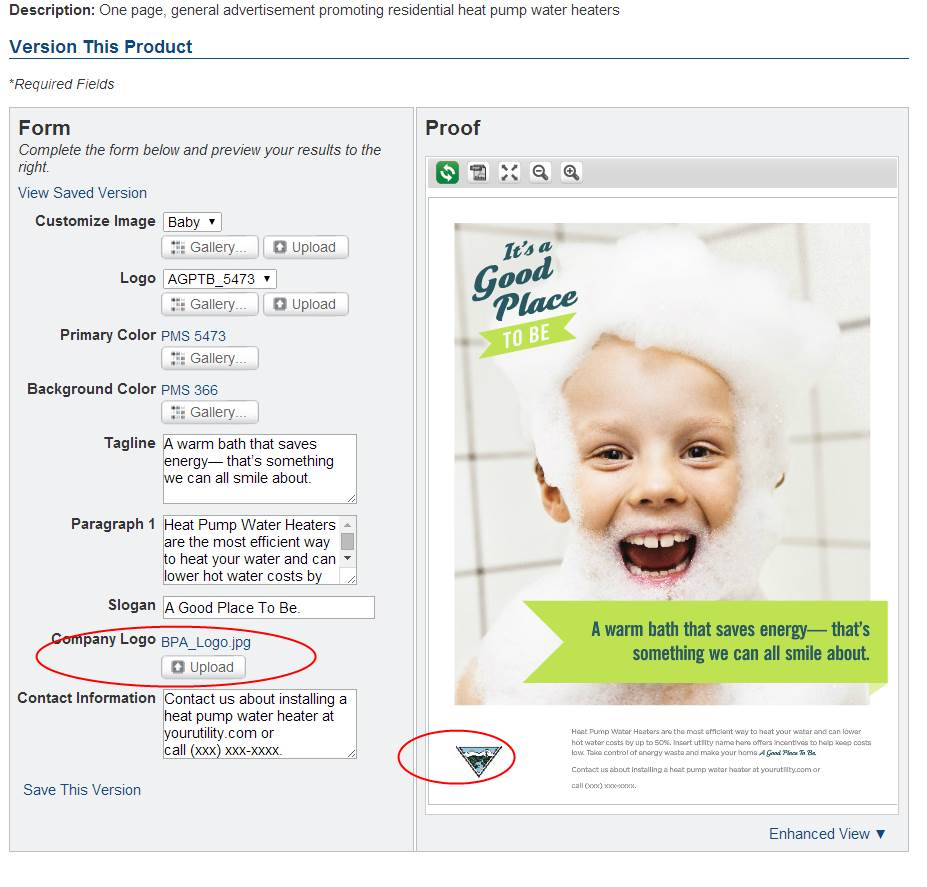 Description: One page, general advertisement promoting residential heat pump water heaters
Version This Product
*Required Fields
Form
Complete the form below and preview your results to the
right.
View Saved Version
Customize Image Baby ▼
Gallery... Upload
Logo AGPTB_5473 ▼
Gallery... Upload
Primary Color PMS 5473
Gallery...
Background Color PMS 366
Gallery...
Tagline A warm bath that saves
energy— that's something
we can all smile about.
Paragraph 1 Heat Pump Water Heaters
are the most efficient way
to heat your water and can
lower hot water costs by
Slogan A Good Place To Be.
Company Logo BPA_Logo.jpg
Upload
Contact Information Contact us about installing a
heat pump water heater at
yourutility.com or
call (xxx) xxx-xxxx.
Save This Version
Proof
It's a
Good
Place
TO BE
A warm bath that saves energy— that's
something we can all smile about.
Heat Pump Water Heaters are the most efficient way to heat your water and can lower
hot water costs by up to 50%. Insert utility name here offers incentives to help keep costs
low. Take control of energy waste and make your home A Good Place To Be.
Contact us about installing a heat pump water heater at yourutility.com or
call (xxx) xxx-xxxx.
Enhanced View ▼